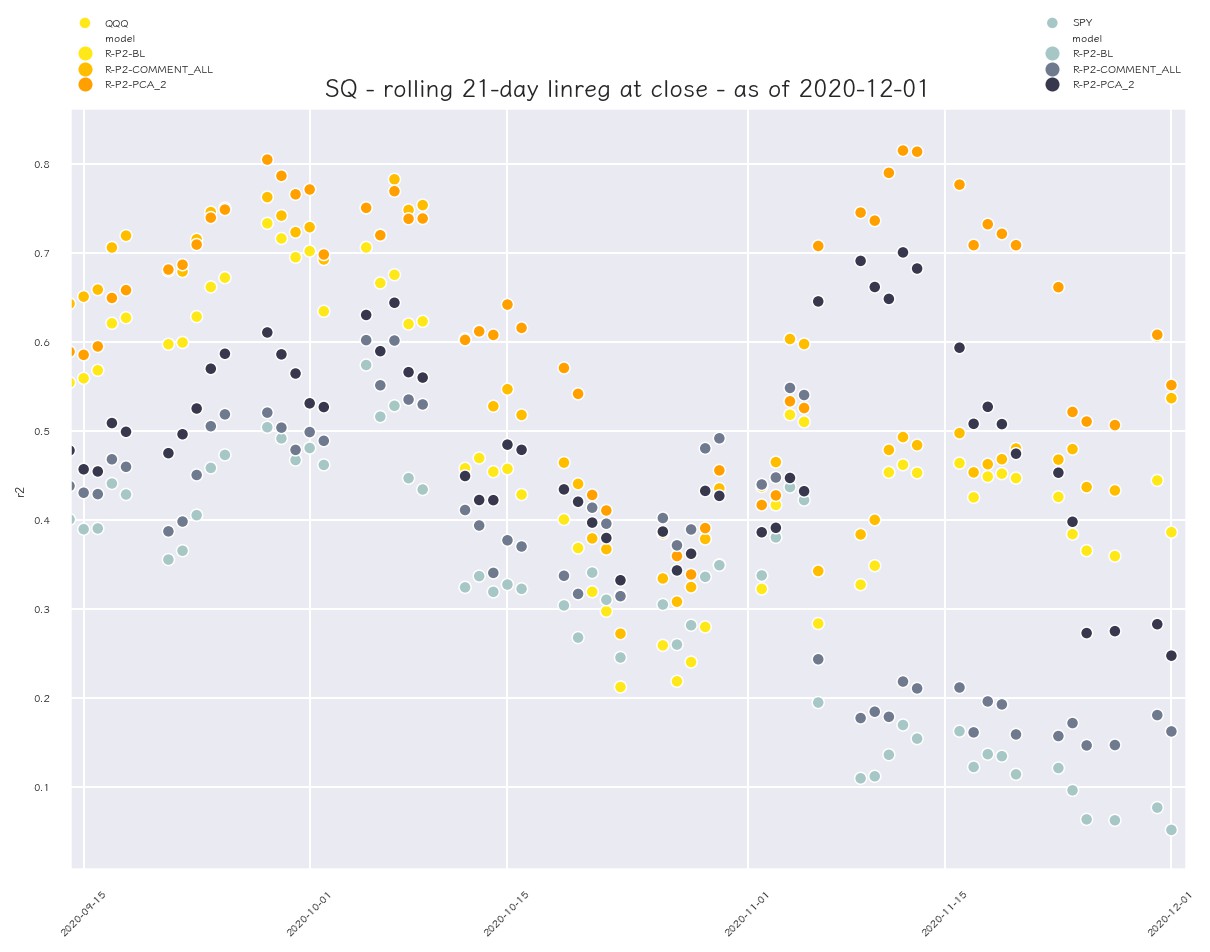 QQQ
model
R-P2-BL
R-P2-COMMENT_ALL
R-P2-PCA_2
SPY
model
R-P2-BL
R-P2-COMMENT_ALL
R-P2-PCA_2
SQ - rolling 21-day linreg at close - as of 2020-12-01
0.8
0.7
0.6
0.5
0.4
0.3
0.2
0.1
r2
2020-09-15
2020-10-01
2020-10-15
2020-11-01
2020-11-15
2020-12-01